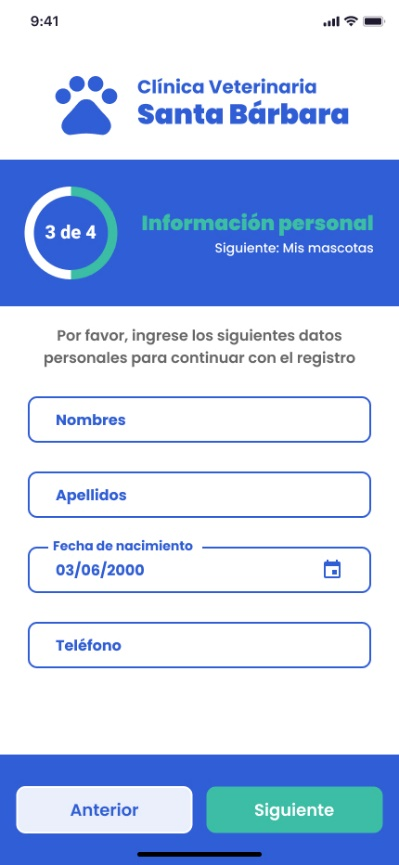 9:41
Clínica Veterinaria
Santa Bárbara
3 de 4
Información personal
Siguiente: Mis mascotas
Por favor, ingrese los siguientes datos
personales para continuar con el registro
Nombres
Apellidos
Fecha de nacimiento
03/06/2000
Teléfono
Anterior
Siguiente